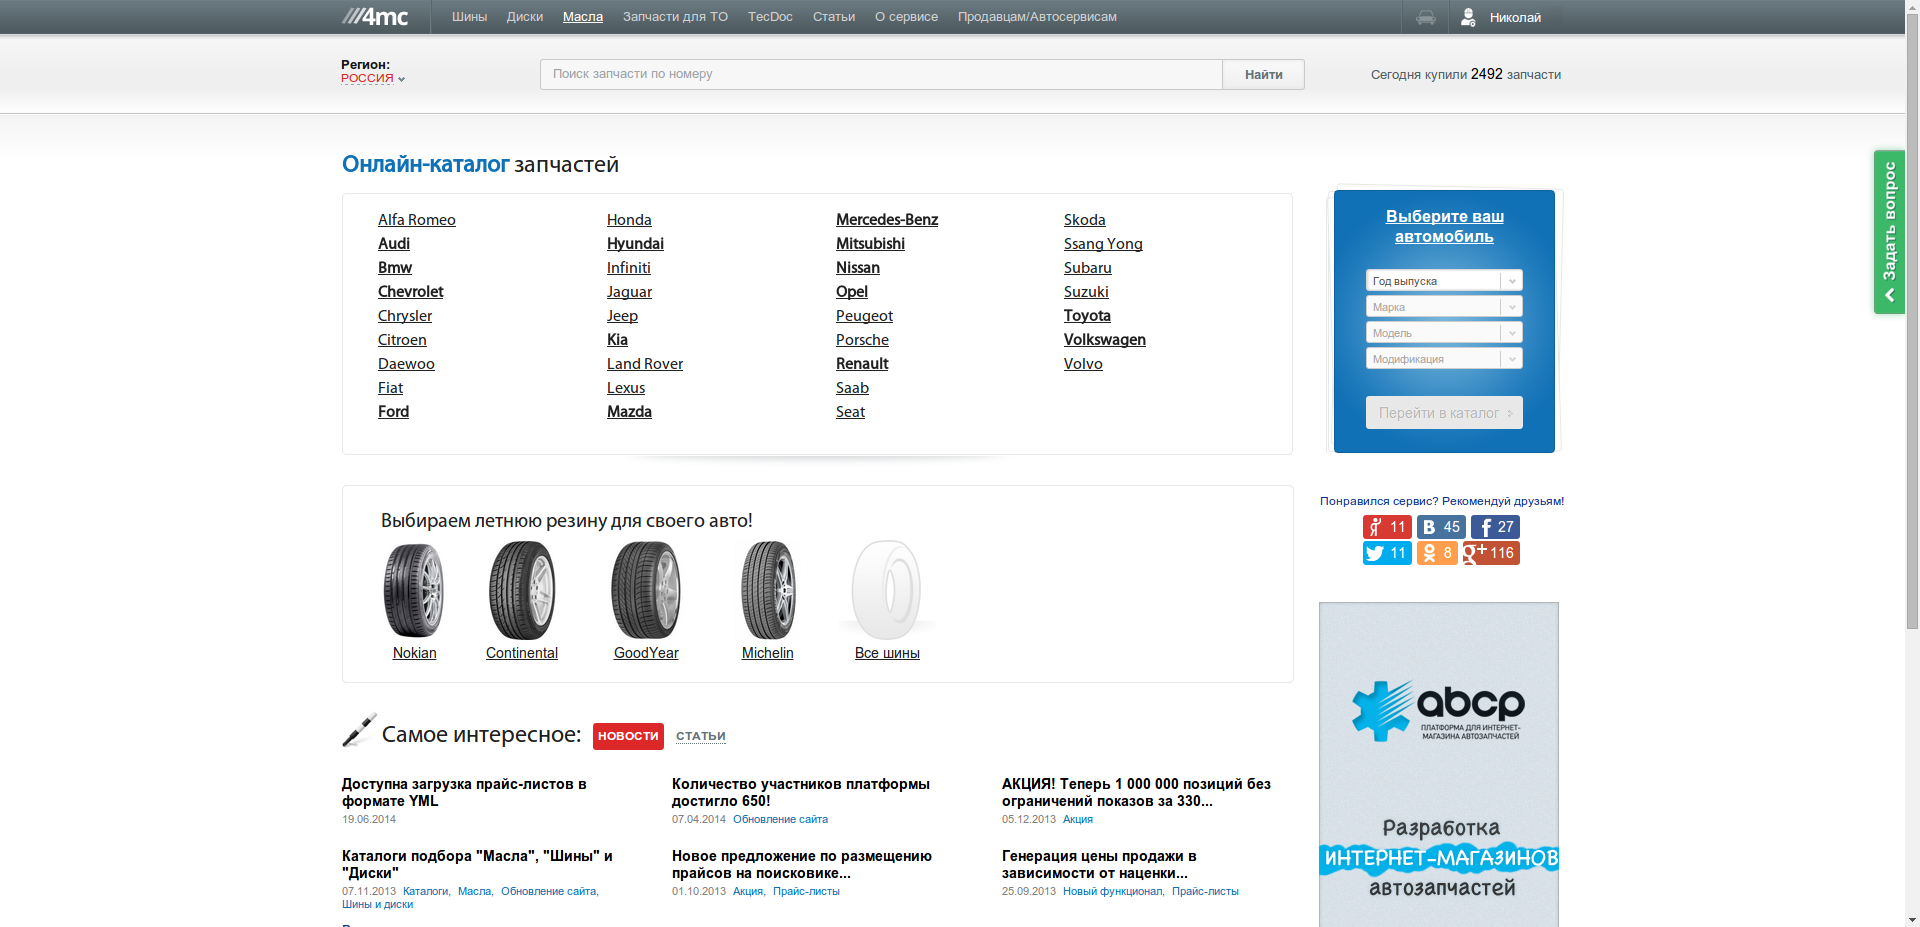 4mc
Шины Диски Масла Запчасти для ТО TecDoc Статьи О сервисе Продавцам/Автосервисам
Николай
Регион:
РОССИЯ
Поиск запчасти по номеру
Найти
Сегодня купили 2492 запчасти
Задать вопрос
Онлайн-каталог запчастей
Alfa Romeo
Audi
Bmw
Chevrolet
Chrysler
Citroen
Daewoo
Fiat
Ford
Honda
Hyundai
Infiniti
Jaguar
Jeep
Kia
Land Rover
Lexus
Mazda
Mercedes-Benz
Mitsubishi
Nissan
Opel
Peugeot
Porsche
Renault
Saab
Seat
Skoda
Ssang Yong
Subaru
Suzuki
Toyota
Volkswagen
Volvo
Выберите ваш
автомобиль
Год выпуска
Марка
Модель
Модификация
Перейти в каталог
Выбираем летнюю резину для своего авто!
Nokian Continental GoodYear Michelin Все шины
Понравился сервис? Рекомендуй друзьям!
11 45 27
11 8 116
Самое интересное: НОВОСТИ СТАТЬИ
Доступна загрузка прайс-листов в
формате YML
19.06.2014
Количество участников платформы
достигло 650!
07.04.2014 Обновление сайта
АКЦИЯ! Теперь 1 000 000 позиций без
ограничений показов за 330...
05.12.2013 Акция
Каталоги подбора "Масла", "Шины" и
"Диски"
07.11.2013 Каталоги, Масла, Обновление сайта,
Шины и диски
Новое предложение по размещению
прайсов на поисковике...
01.10.2013 Акция, Прайс-листы
Генерация цены продажи в
зависимости от наценки...
25.09.2013 Новый функционал, Прайс-листы
abcp
ПЛАТФОРМА ДЛЯ ИНТЕРНЕТ-
МАГАЗИНА АВТОЗАПЧАСТЕЙ
Разработка
ИНТЕРНЕТ-МАГАЗИНОВ
автозапчастей